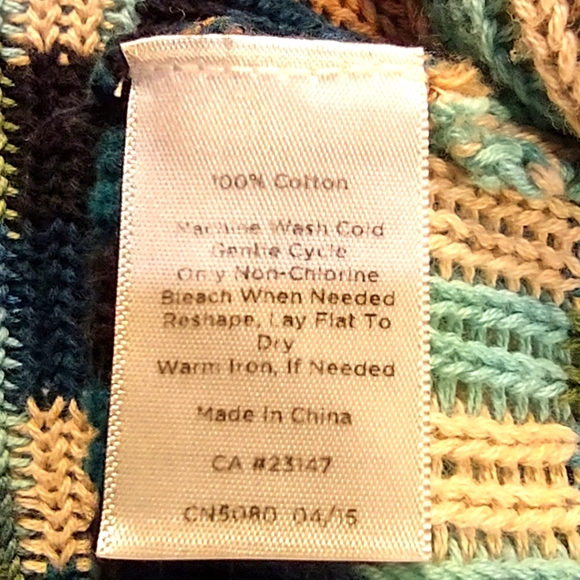 100% Cotton
Machine Wash Cold
Gentle Cycle
Only Non-Chlorine
Bleach When Needed
Reshape, Lay Flat To
Dry
Warm Iron, If Needed
Made In China
CA #23147
CN5080 04/15